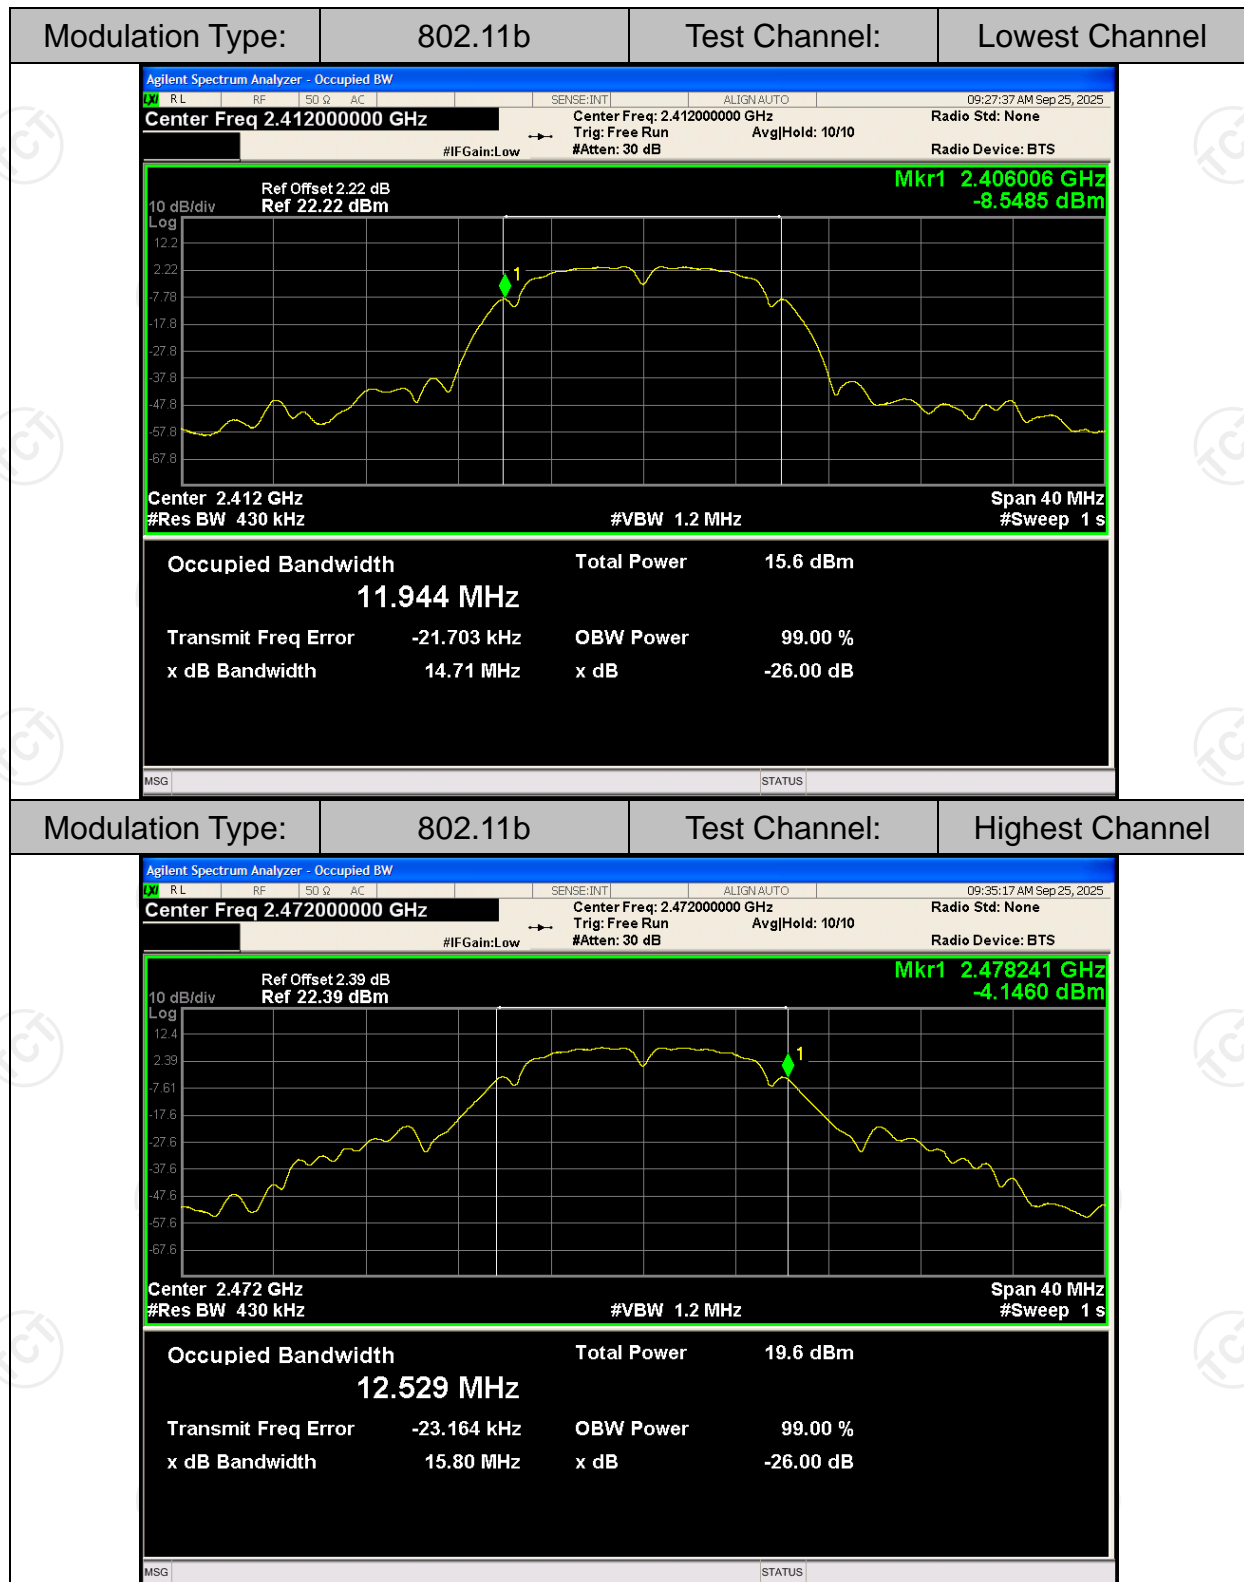 Modulation Type: 802.11b Test Channel: Lowest Channel
Agilent Spectrum Analyzer - Occupied BW
LXI RL RF 50 Ω AC SENSE:INT ALIGN AUTO 09:27:37 AM Sep 25, 2025
Center Freq 2.412000000 GHz Center Freq: 2.412000000 GHz Radio Std: None
Trig: Free Run Avg|Hold: 10/10
#IFGain:Low #Atten: 30 dB Radio Device: BTS
Mkr1 2.406006 GHz
Ref Offset 2.22 dB
-8.5485 dBm
10 dB/div Ref 22.22 dBm
Log
12.2
2.22
1
-7.78
-17.8
-27.8
-37.8
-47.8
-57.8
-67.8
Center 2.412 GHz Span 40 MHz
#Res BW 430 kHz #VBW 1.2 MHz #Sweep 1 s
Occupied Bandwidth Total Power 15.6 dBm
11.944 MHz
Transmit Freq Error -21.703 kHz OBW Power 99.00 %
x dB Bandwidth 14.71 MHz x dB -26.00 dB
MSG STATUS
Modulation Type: 802.11b Test Channel: Highest Channel
Agilent Spectrum Analyzer - Occupied BW
LXI RL RF 50 Ω AC SENSE:INT ALIGN AUTO 09:35:17 AM Sep 25, 2025
Center Freq 2.472000000 GHz Center Freq: 2.472000000 GHz Radio Std: None
Trig: Free Run Avg|Hold: 10/10
#IFGain:Low #Atten: 30 dB Radio Device: BTS
Mkr1 2.478241 GHz
Ref Offset 2.39 dB
-4.1460 dBm
10 dB/div Ref 22.39 dBm
Log
12.4
2.39
1
-7.61
-17.6
-27.6
-37.6
-47.6
-57.6
-67.6
Center 2.472 GHz Span 40 MHz
#Res BW 430 kHz #VBW 1.2 MHz #Sweep 1 s
Occupied Bandwidth Total Power 19.6 dBm
12.529 MHz
Transmit Freq Error -23.164 kHz OBW Power 99.00 %
x dB Bandwidth 15.80 MHz x dB -26.00 dB
MSG STATUS
TCT
TCT
TCT
TCT
TCT
TCT
TCT
TCT
TCT
TCT